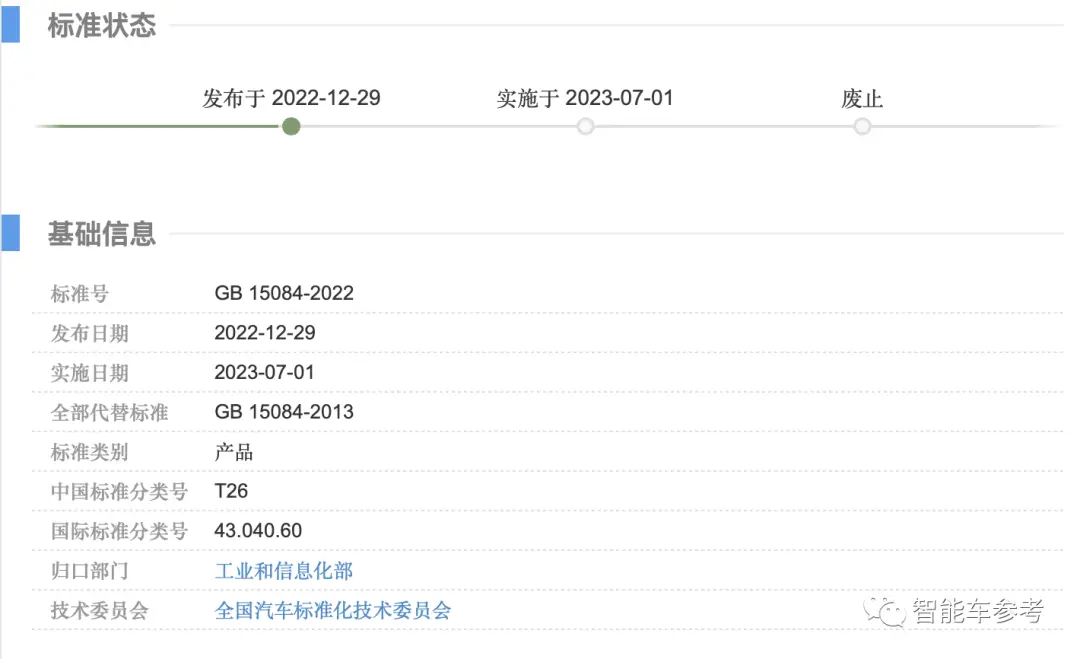 标准状态
发布于 2022-12-29 实施于 2023-07-01 废止
基础信息
标准号 GB 15084-2022
发布日期 2022-12-29
实施日期 2023-07-01
全部代替标准 GB 15084-2013
标准类别 产品
中国标准分类号 T26
国际标准分类号 43.040.60
归口部门 工业和信息化部
技术委员会 全国汽车标准化技术委员会
智能车参考